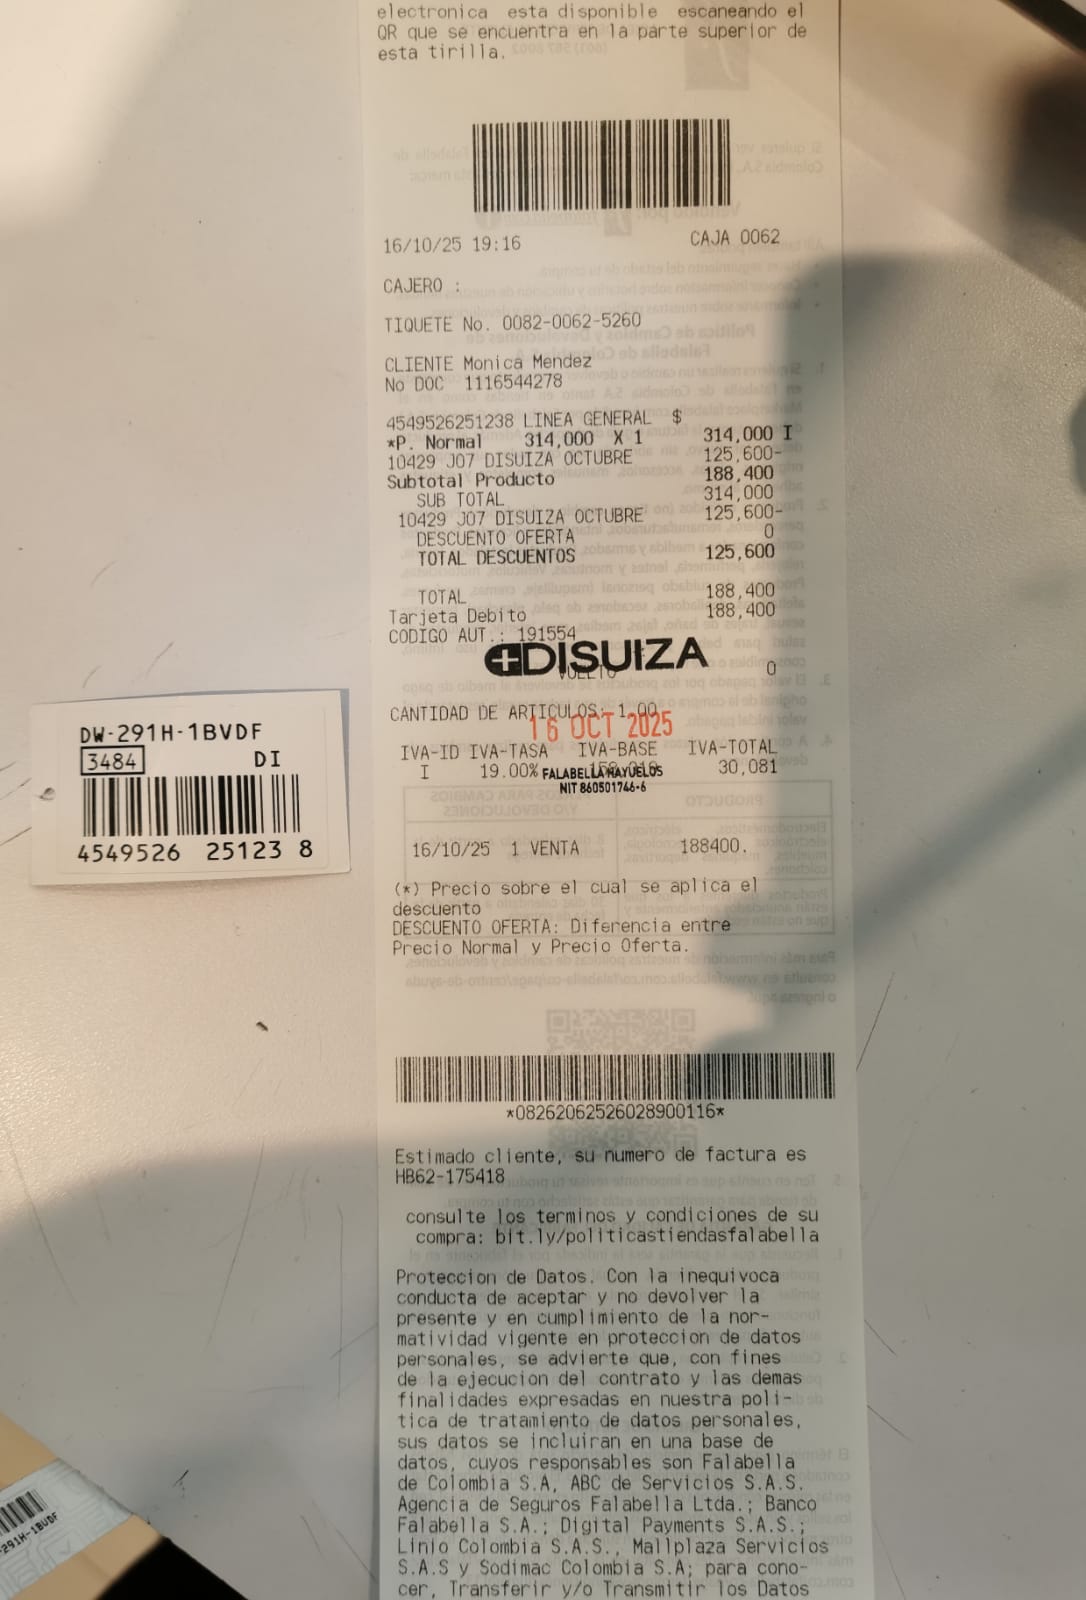 electronica esta disponible escaneando el
QR que se encuentra en la parte superior de
esta tirilla.
16/10/25 19:16 CAJA 0062
CAJERO :
TIQUETE No. 0082-0062-5260
CLIENTE Monica Mendez
No DOC 1116544278
4549526251238 LINEA GENERAL $
*P. Normal 314,000 X 1 314,000 I
10429 J07 DISUIZA OCTUBRE 125,600-
Subtotal Producto 188,400
SUB TOTAL 314,000
10429 J07 DISUIZA OCTUBRE 125,600-
DESCUENTO OFERTA 0
TOTAL DESCUENTOS 125,600
TOTAL 188,400
Tarjeta Debito 188,400
CODIGO AUT.: 191554
DISUIZA
VUELTO 0
CANTIDAD DE ARTICULOS: 1.00
16 OCT 2025
IVA-ID IVA-TASA IVA-BASE IVA-TOTAL
I 19.00% 30,081
FALABELLA HAYUELOS
NIT 860501746-6
16/10/25 1 VENTA 188400.
(*) Precio sobre el cual se aplica el
descuento
DESCUENTO OFERTA: Diferencia entre
Precio Normal y Precio Oferta.
*08262062526028900116*
Estimado cliente, su numero de factura es
HB62-175418
consulte los terminos y condiciones de su
compra: bit.ly/politicastiendasfalabella
Proteccion de Datos. Con la inequivoca
conducta de aceptar y no devolver la
presente y en cumplimiento de la nor-
matividad vigente en proteccion de datos
personales, se advierte que, con fines
de la ejecucion del contrato y las demas
finalidades expresadas en nuestra poli-
tica de tratamiento de datos personales,
sus datos se incluiran en una base de
datos, cuyos responsables son Falabella
de Colombia S.A, ABC de Servicios S.A.S.
Agencia de Seguros Falabella Ltda.; Banco
Falabella S.A.; Digital Payments S.A.S.;
Linio Colombia S.A.S., Mallplaza Servicios
S.A.S y Sodimac Colombia S.A; para cono-
cer, Transferir y/o Transmitir los Datos
DW-291H-1BVDF
3484 DI
4549526 25123 8
-291H-1BVDF